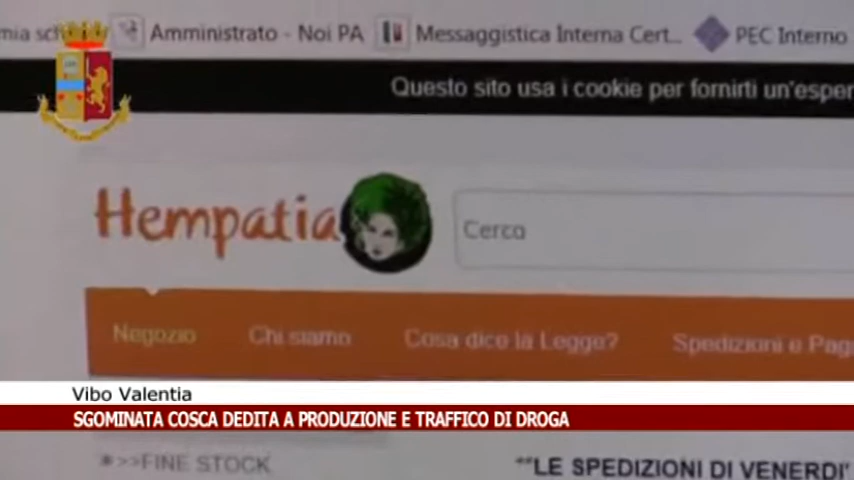 mia Amministrato - Noi PA Messaggistica Interna Cert... PEC Interno
Questo sito usa i cookie per fornirti un'esper
Hempatia
Cerca
Negozio Chi siamo Cosa dice la Legge? Spedizioni e Pag
Vibo Valentia
SGOMINATA COSCA DEDITA A PRODUZIONE E TRAFFICO DI DROGA
*>>FINE STOCK **LE SPEDIZIONI DI VENERDI'